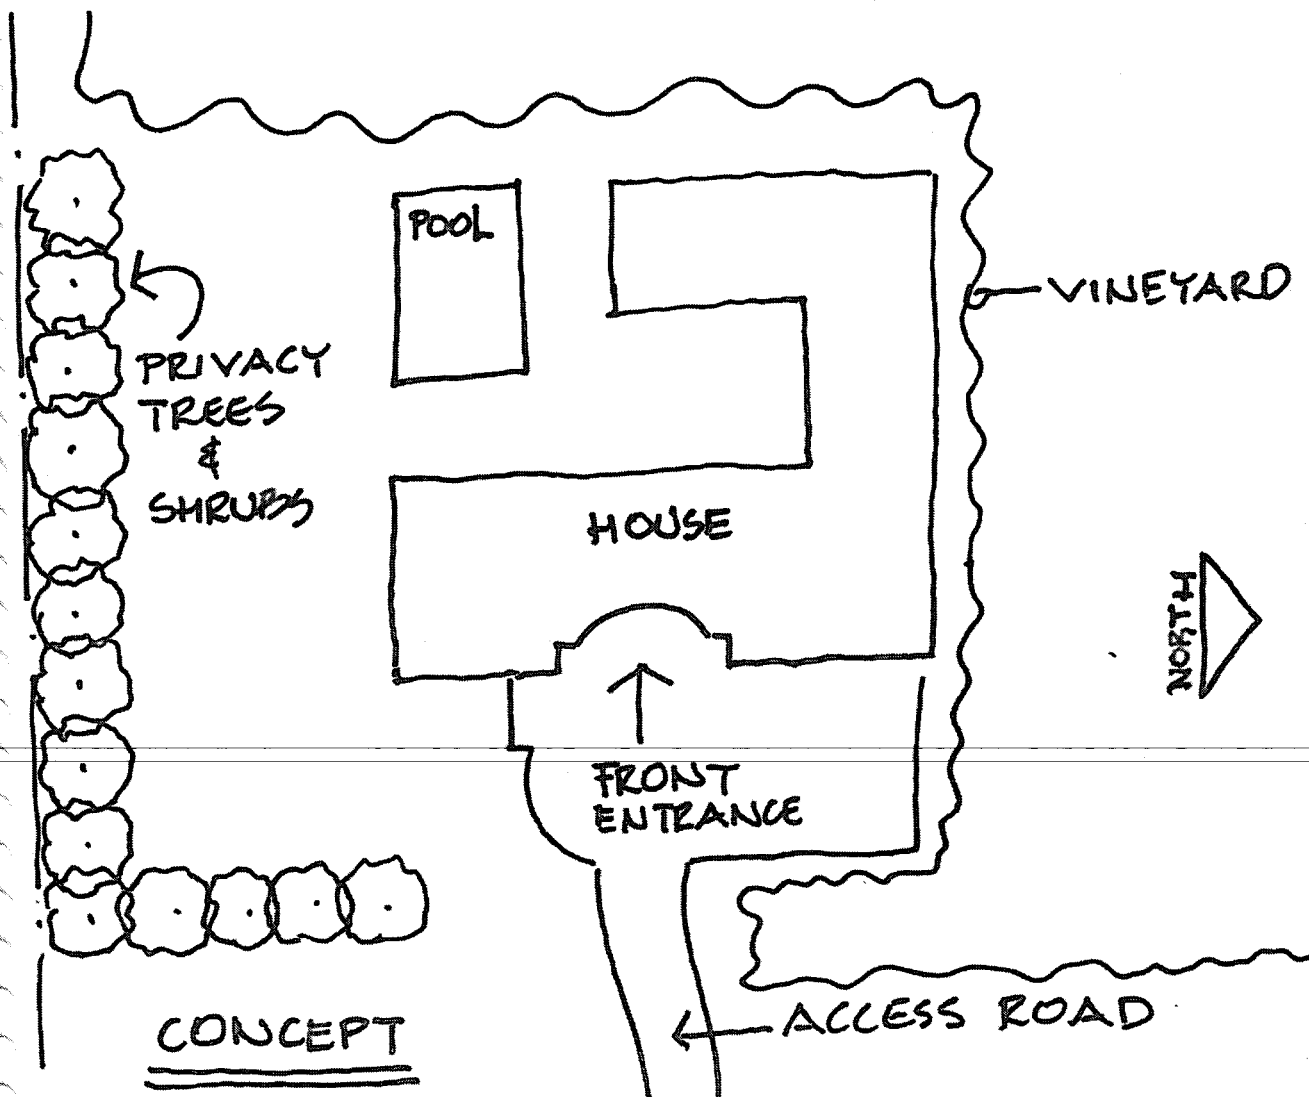 POOL
VINEYARD
PRIVACY
TREES
&
SHRUBS
HOUSE
NORTH
FRONT
ENTRANCE
ACCESS ROAD
CONCEPT